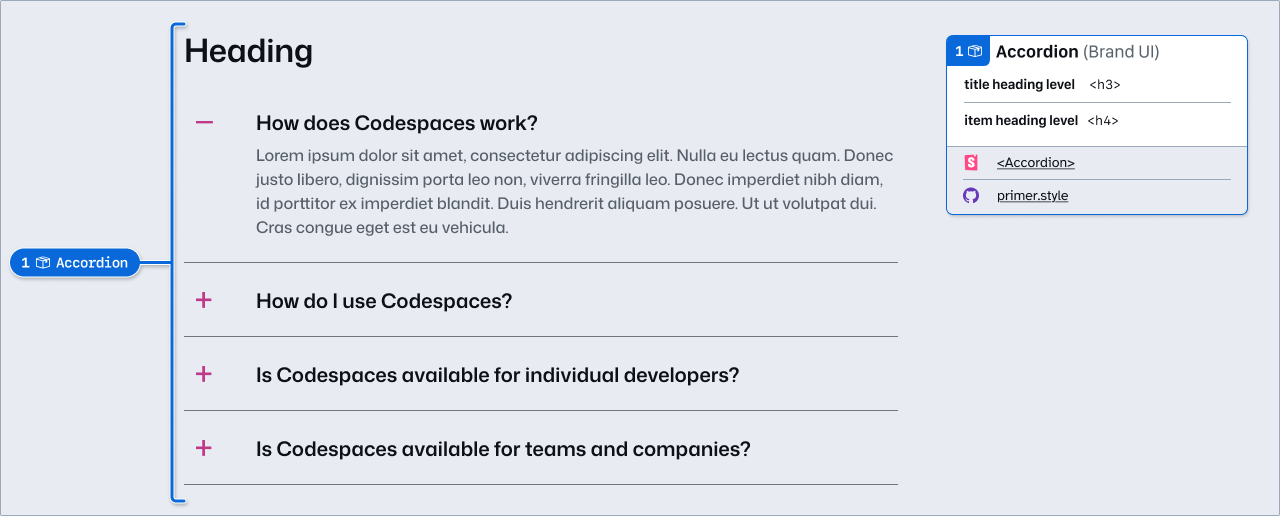 Heading
How does Codespaces work?
Lorem ipsum dolor sit amet, consectetur adipiscing elit. Nulla eu lectus quam. Donec
justo libero, dignissim porta leo non, viverra fringilla leo. Donec imperdiet nibh diam,
id porttitor ex imperdiet blandit. Duis hendrerit aliquam posuere. Ut ut volutpat dui.
Cras congue eget est eu vehicula.
1 Accordion
How do I use Codespaces?
Is Codespaces available for individual developers?
Is Codespaces available for teams and companies?
1 Accordion (Brand UI)
title heading level <h3>
item heading level <h4>
<Accordion>
primer.style